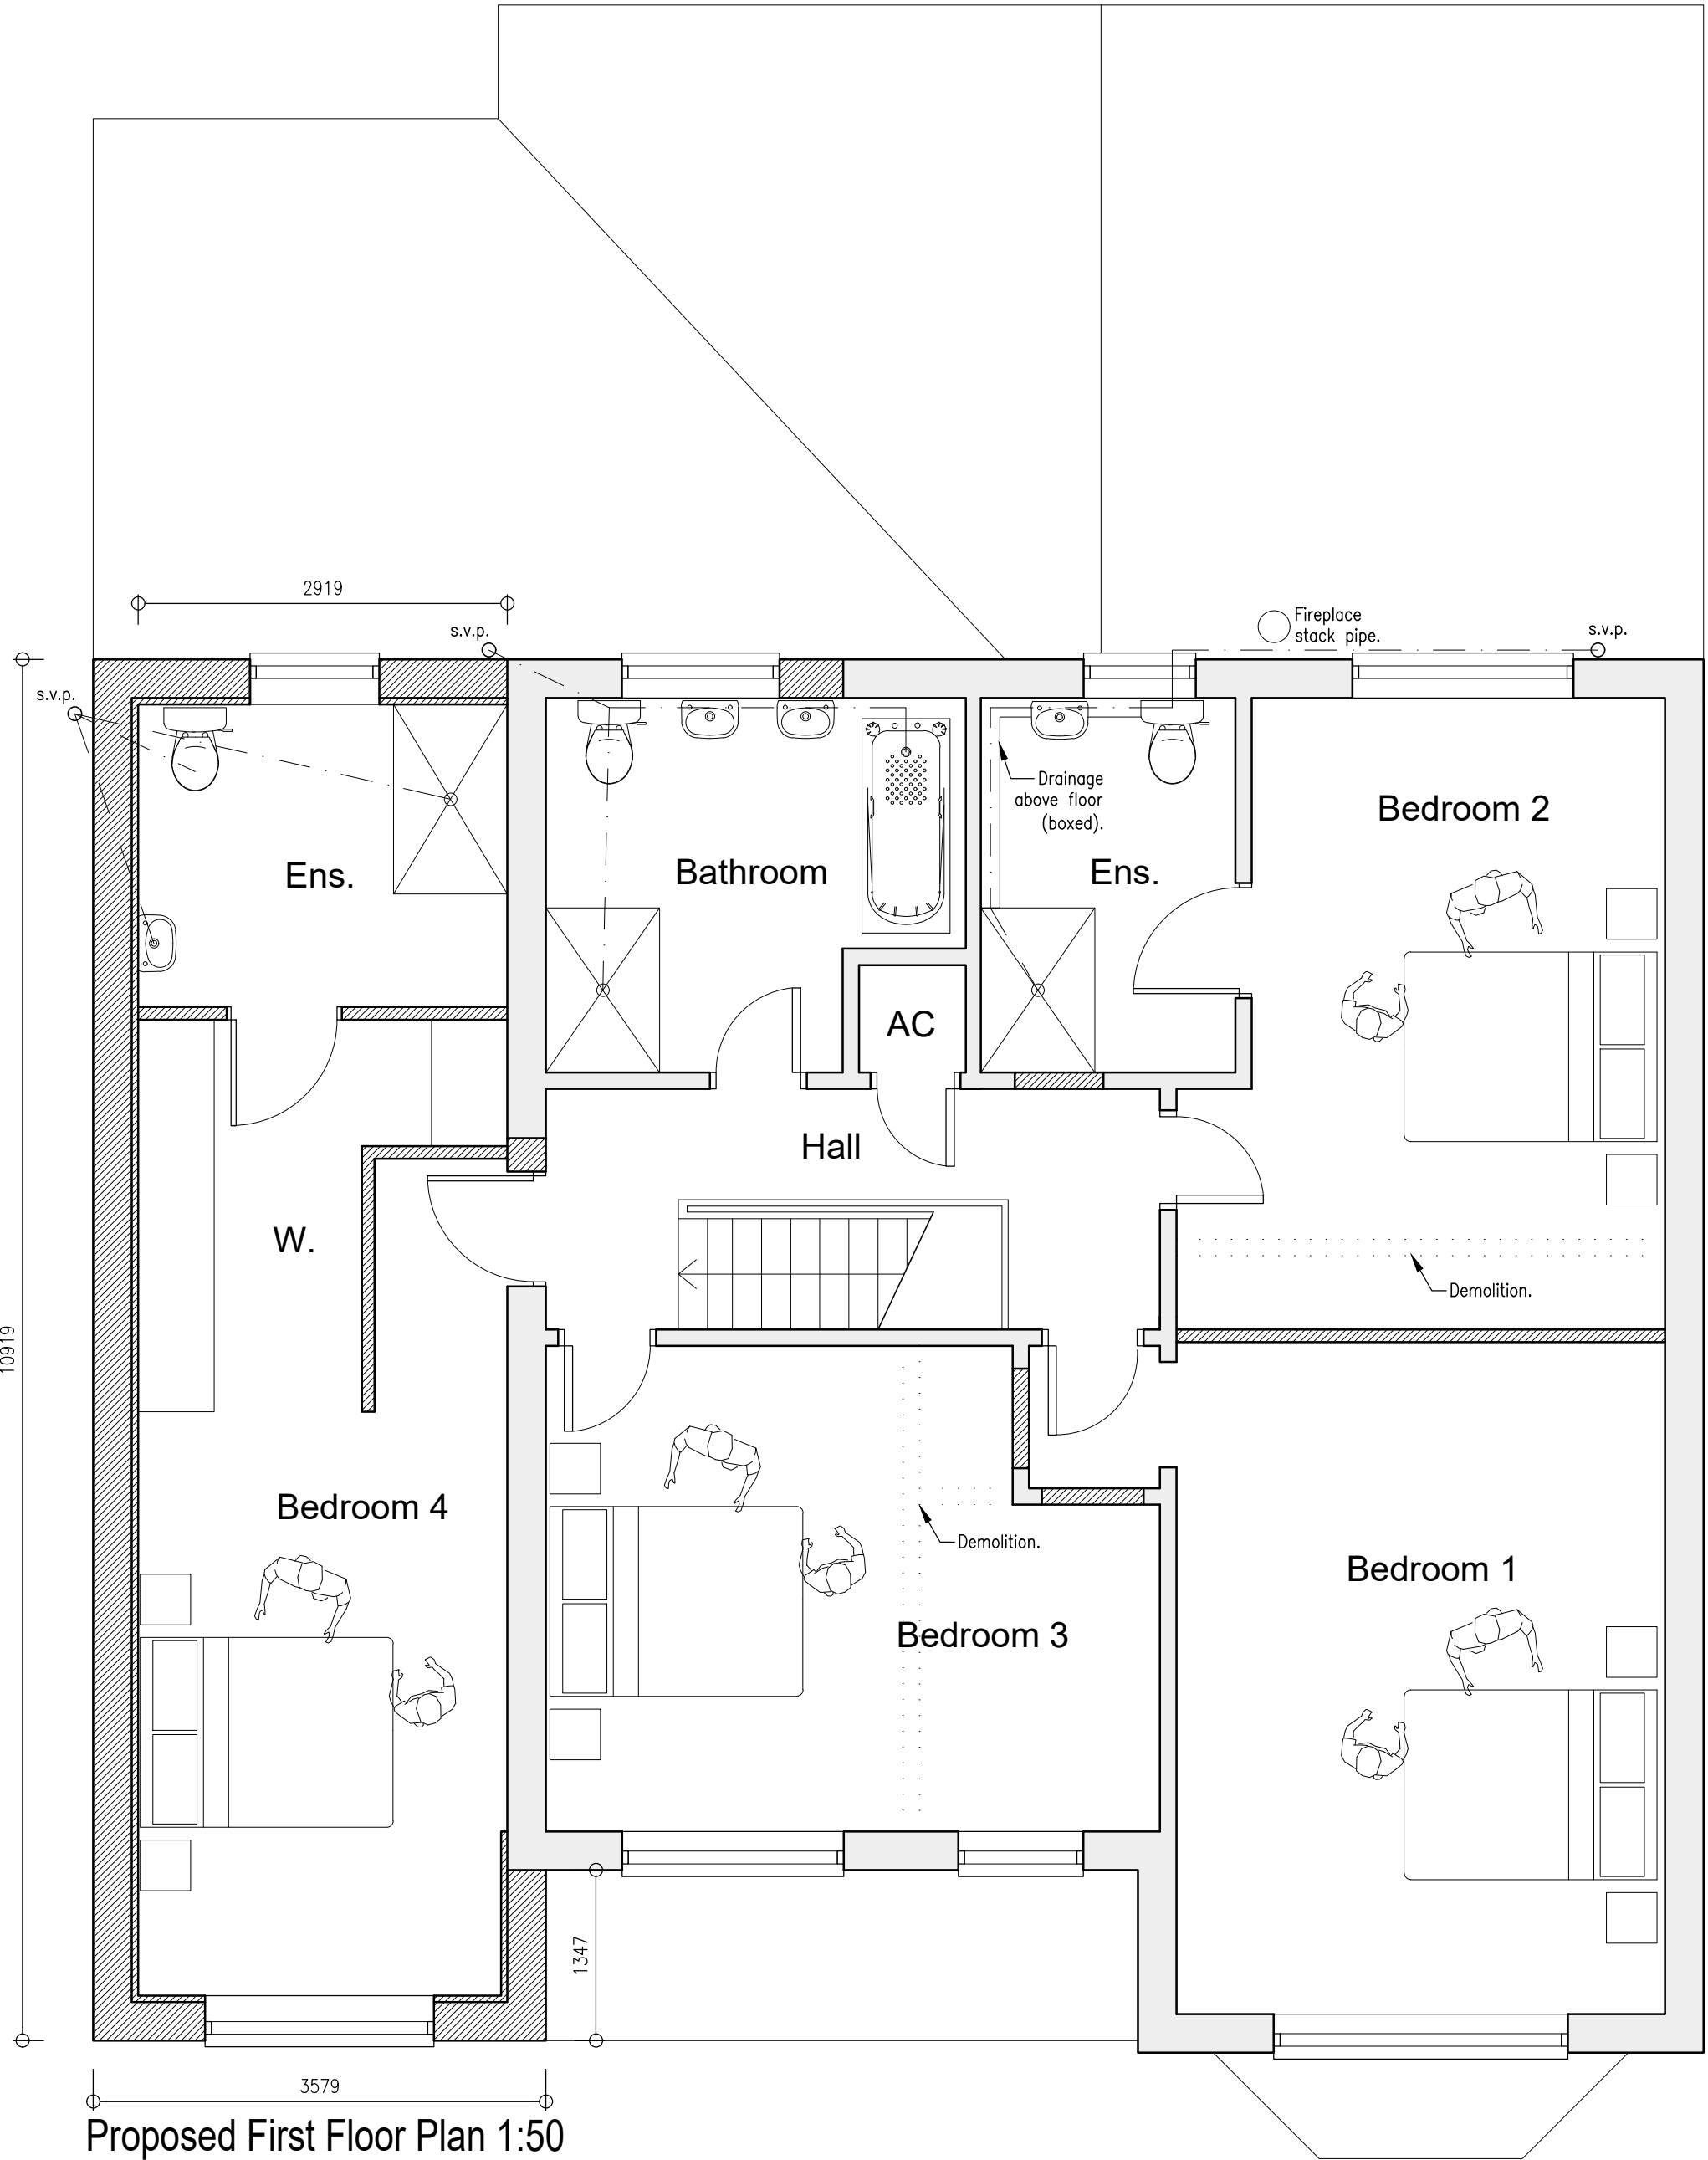 2919
s.v.p.
Fireplace
stack pipe.
s.v.p.
s.v.p.
Drainage
above floor
(boxed).
Bedroom 2
Ens.
Bathroom
Ens.
AC
Hall
W.
Demolition.
10919
Bedroom 4
Demolition.
Bedroom 1
Bedroom 3
1347
3579
Proposed First Floor Plan 1:50